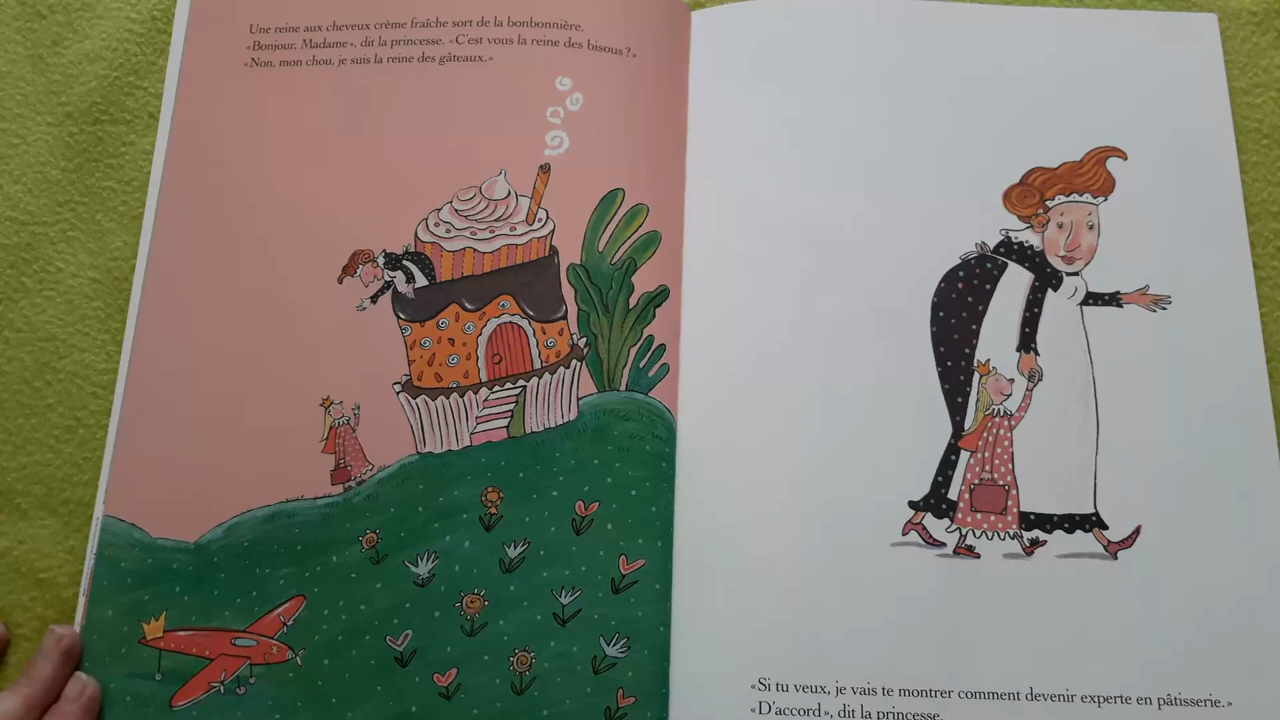 Une reine aux cheveux crème fraîche sort de la bonbonnière.
«Bonjour, Madame», dit la princesse. «C'est vous la reine des bisous?»
«Non, mon chou, je suis la reine des gâteaux.»
«Si tu veux, je vais te montrer comment devenir experte en pâtisserie.»
«D'accord», dit la princesse.